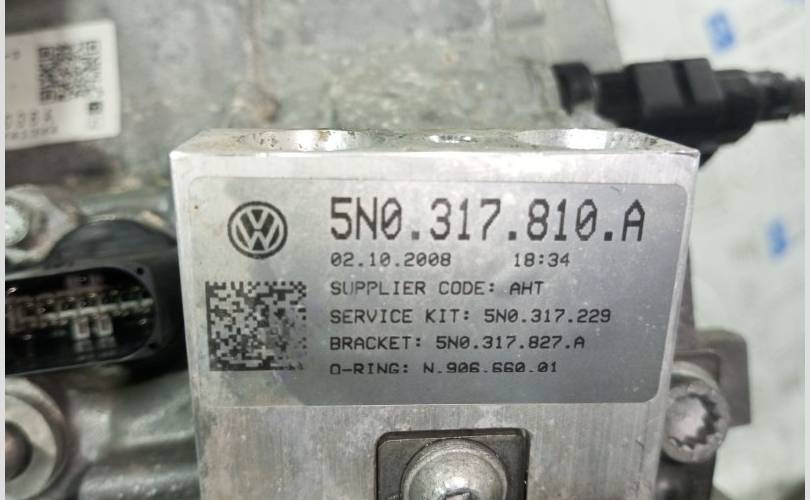 5N0.317.810.A
02.10.2008 18:34
SUPPLIER CODE: AHT
SERVICE KIT: 5N0.317.229
BRACKET: 5N0.317.827.A
O-RING: N.906.660.01